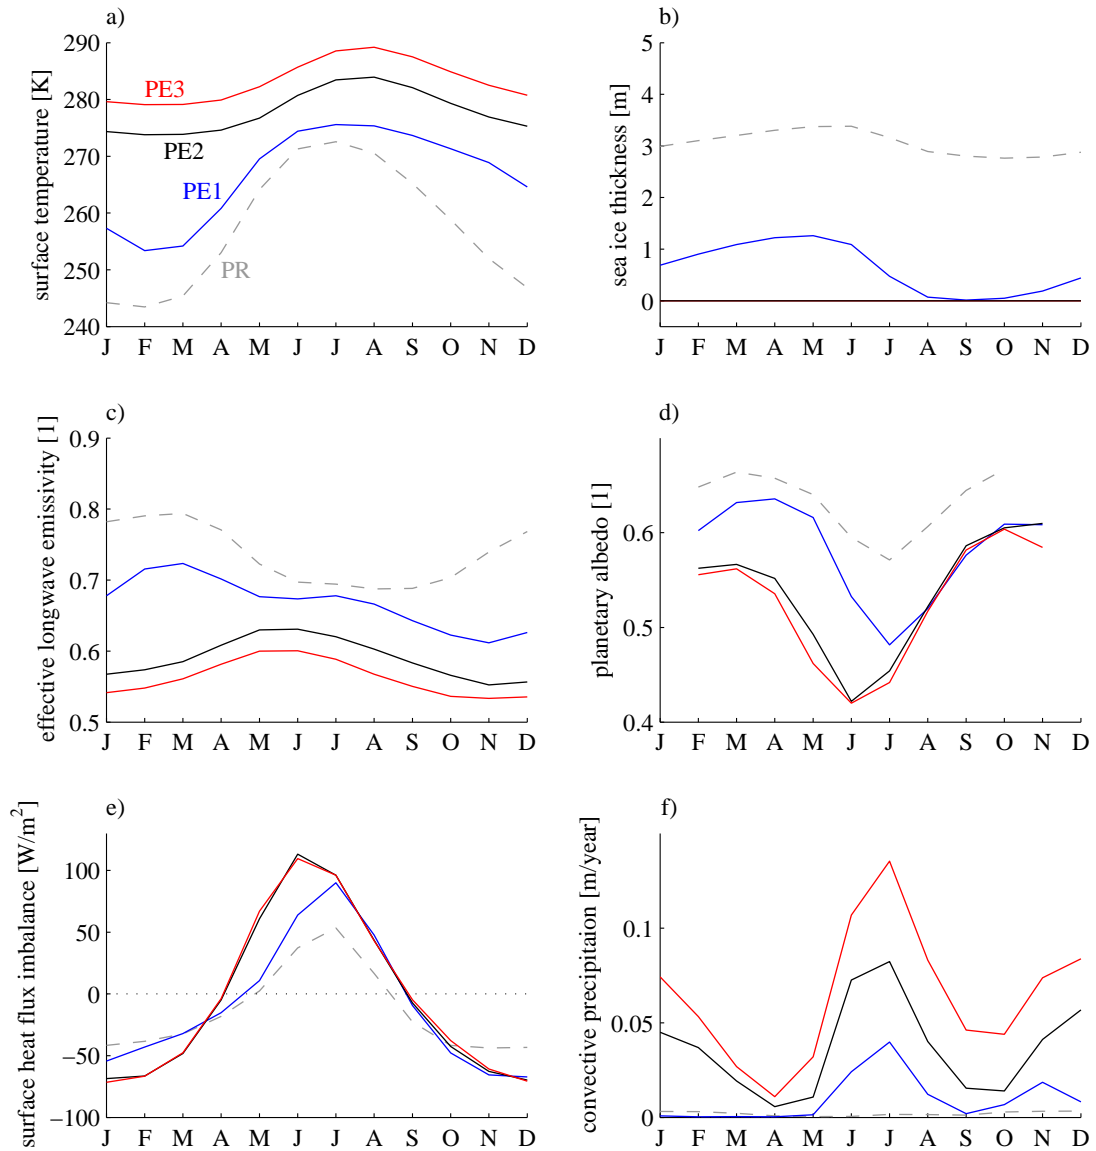 a)
surface temperature [K]
290
280
270
260
250
240
PE3
PE2
PE1
PR
J F M A M J J A S O N D
b)
sea ice thickness [m]
5
4
3
2
1
0
J F M A M J J A S O N D
c)
effective longwave emissivity [1]
0.9
0.8
0.7
0.6
0.5
J F M A M J J A S O N D
d)
planetary albedo [1]
0.6
0.5
0.4
J F M A M J J A S O N D
e)
surface heat flux imbalance [W/m²]
100
50
0
−50
−100
J F M A M J J A S O N D
f)
convective precipitaion [m/year]
0.1
0.05
0
J F M A M J J A S O N D